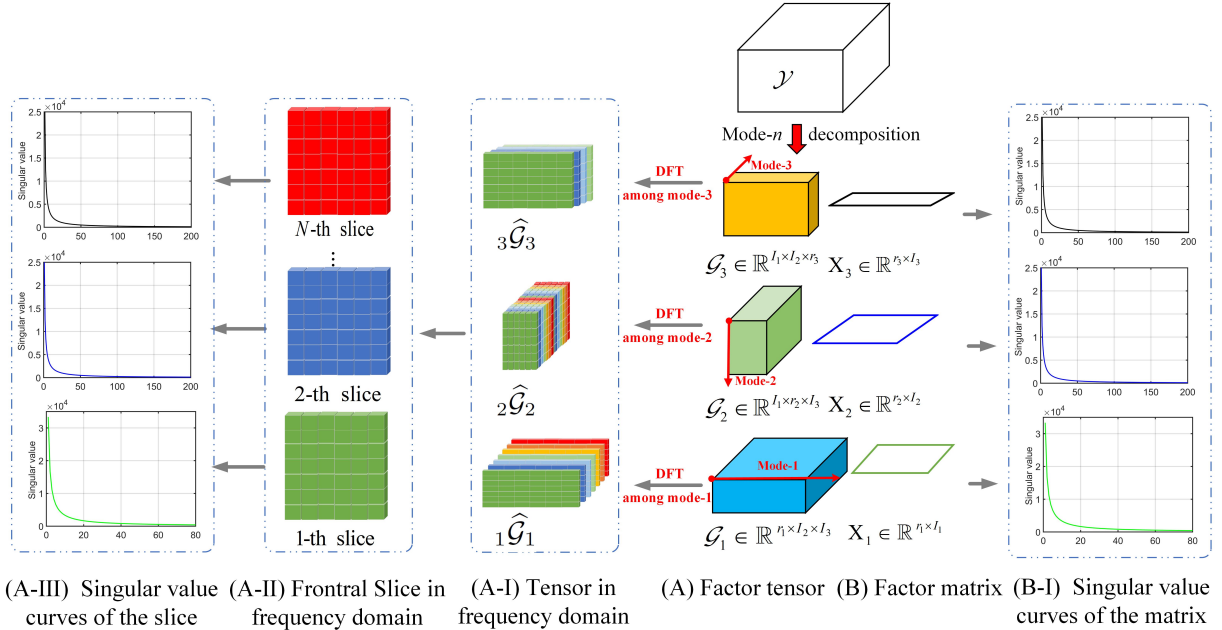 𝒴
Mode-n decomposition
×10⁴
2.5
2
1.5
1
0.5
0
0 50 100 150 200
Singular value
N-th slice
⋮
DFT
among mode-3
Mode-3
₃𝒢̂₃
𝒢₃ ∈ ℝ^{I₁×I₂×r₃} X₃ ∈ ℝ^{r₃×I₃}
×10⁴
2.5
2
1.5
1
0.5
0
0 50 100 150 200
Singular value
2.5
2
1.5
1
0.5
0
0 50 100 150 200
Singular value
2-th slice
DFT
among mode-2
Mode-2
₂𝒢̂₂
𝒢₂ ∈ ℝ^{I₁×r₂×I₃} X₂ ∈ ℝ^{r₂×I₂}
×10⁴
2.5
2
1.5
1
0.5
0
0 50 100 150 200
Singular value
×10⁴
4
3
2
1
0
0 20 40 60 80
Singular value
1-th slice
DFT
among mode-1
Mode-1
₁𝒢̂₁
𝒢₁ ∈ ℝ^{r₁×I₂×I₃} X₁ ∈ ℝ^{r₁×I₁}
×10⁴
3
2
1
0
0 20 40 60 80
Singular value
(A-III) Singular value
curves of the slice
(A-II) Frontral Slice in
frequency domain
(A-I) Tensor in
frequency domain
(A) Factor tensor
(B) Factor matrix
(B-I) Singular value
curves of the matrix